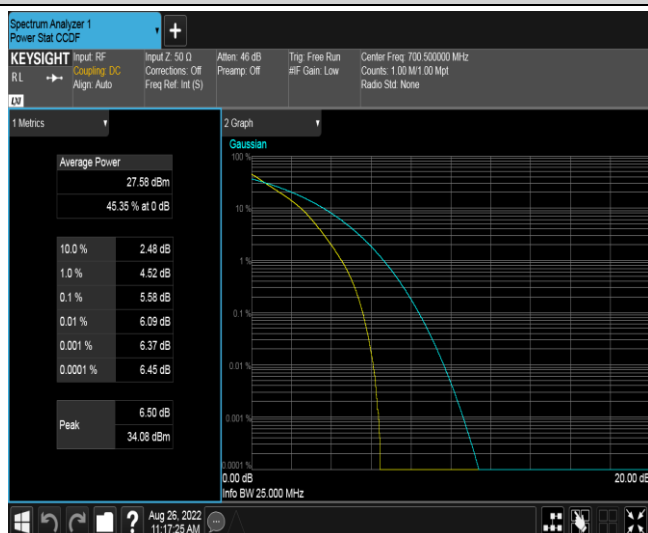 Spectrum Analyzer 1
Power Stat CCDF
+
KEYSIGHT
RL
LXI
Input: RF
Coupling: DC
Align: Auto
Input Z: 50 Ω
Corrections: Off
Freq Ref: Int (S)
Atten: 46 dB
Preamp: Off
Trig: Free Run
#IF Gain: Low
Center Freq: 700.500000 MHz
Counts: 1.00 M/1.00 Mpt
Radio Std: None
1 Metrics
Average Power
27.58 dBm
45.35 % at 0 dB
10.0 % 2.48 dB
1.0 % 4.52 dB
0.1 % 5.58 dB
0.01 % 6.09 dB
0.001 % 6.37 dB
0.0001 % 6.45 dB
Peak
6.50 dB
34.08 dBm
2 Graph
Gaussian
100 %
10 %
1 %
0.1 %
0.01 %
0.001 %
0.0001 %
0.00 dB 20.00 dB
Info BW 25.000 MHz
?
Aug 26, 2022
11:17:25 AM